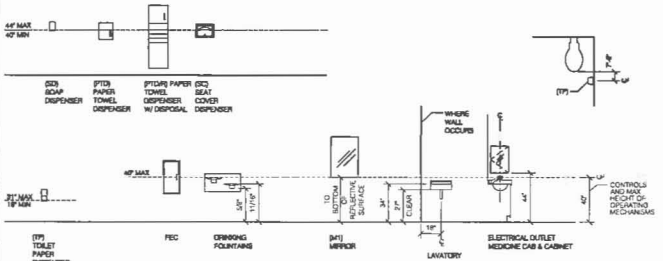 44" MAX
40" MIN
(SD)
SOAP
DISPENSER
(PTD)
PAPER
TOWEL
DISPENSER
(PTD/R) PAPER
TOWEL
DISPENSER
W/ DISPOSAL
(SC)
SEAT
COVER
DISPENSER
(TP)
WHERE
WALL
OCCURS
48" MAX
21" MAX
18" MIN
TO
BOTTOM
OF
REFLECTIVE
SURFACE
34"
27"
CLEAR
18"
44"
40"
CONTROLS
AND MAX
HEIGHT OF
OPERATING
MECHANISMS
(TP)
TOILET
PAPER
FEC
DRINKING
FOUNTAINS
[M1]
MIRROR
LAVATORY
ELECTRICAL OUTLET
MEDICINE CAB & CABINET